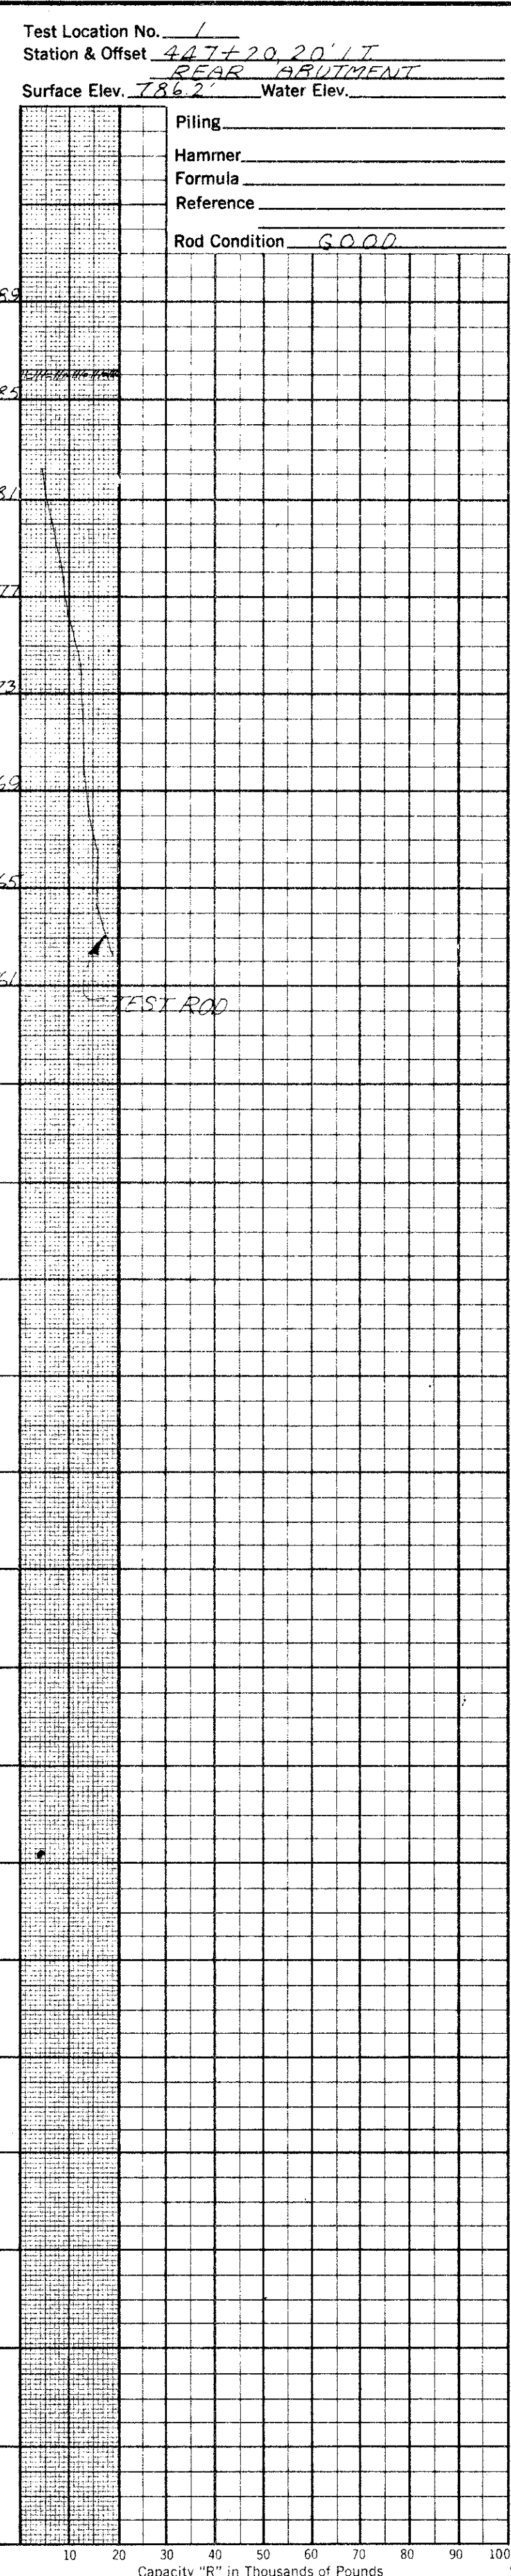 Test Location No. 1
Station & Offset 447+20, 20' LT.
REAR ABUTMENT
Surface Elev. 786.2' Water Elev.
Piling
Hammer
Formula
Reference
Rod Condition GOOD
89
85
81
77
73
69
65
61
TEST ROD
10 20 30 40 50 60 70 80 90 100
Capacity "R" in Thousands of Pounds